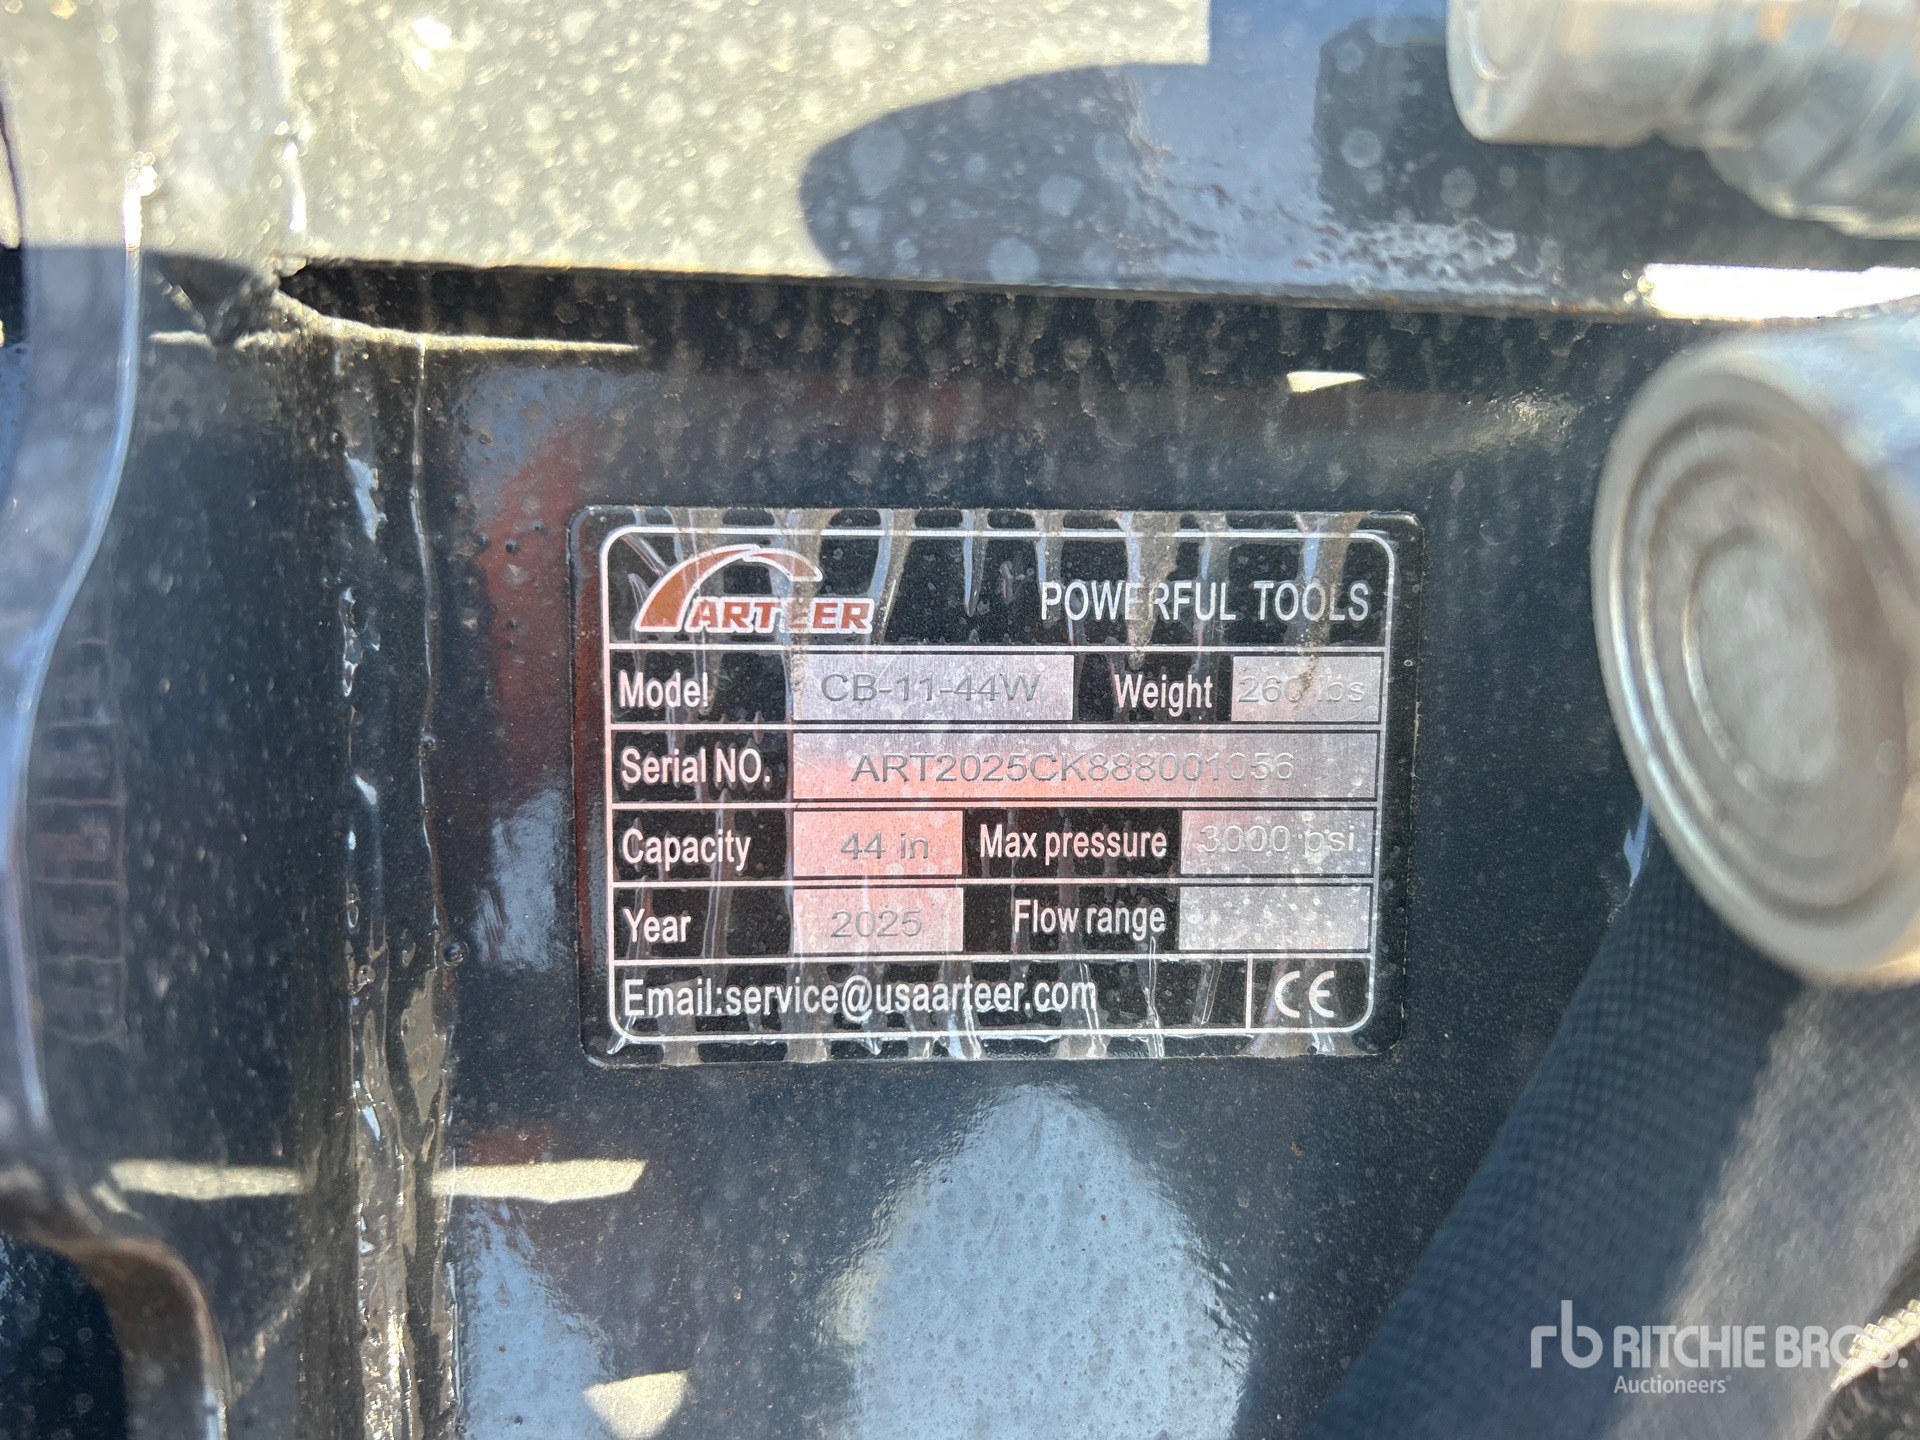 ARTEER POWERFUL TOOLS
Model CB-11-44W Weight 260 lbs
Serial NO. ART2025CK888001056
Capacity 44 in Max pressure 3000 psi.
Year 2025 Flow range
Email:service@usaarteer.com CE
rb RITCHIE BROS.
Auctioneers